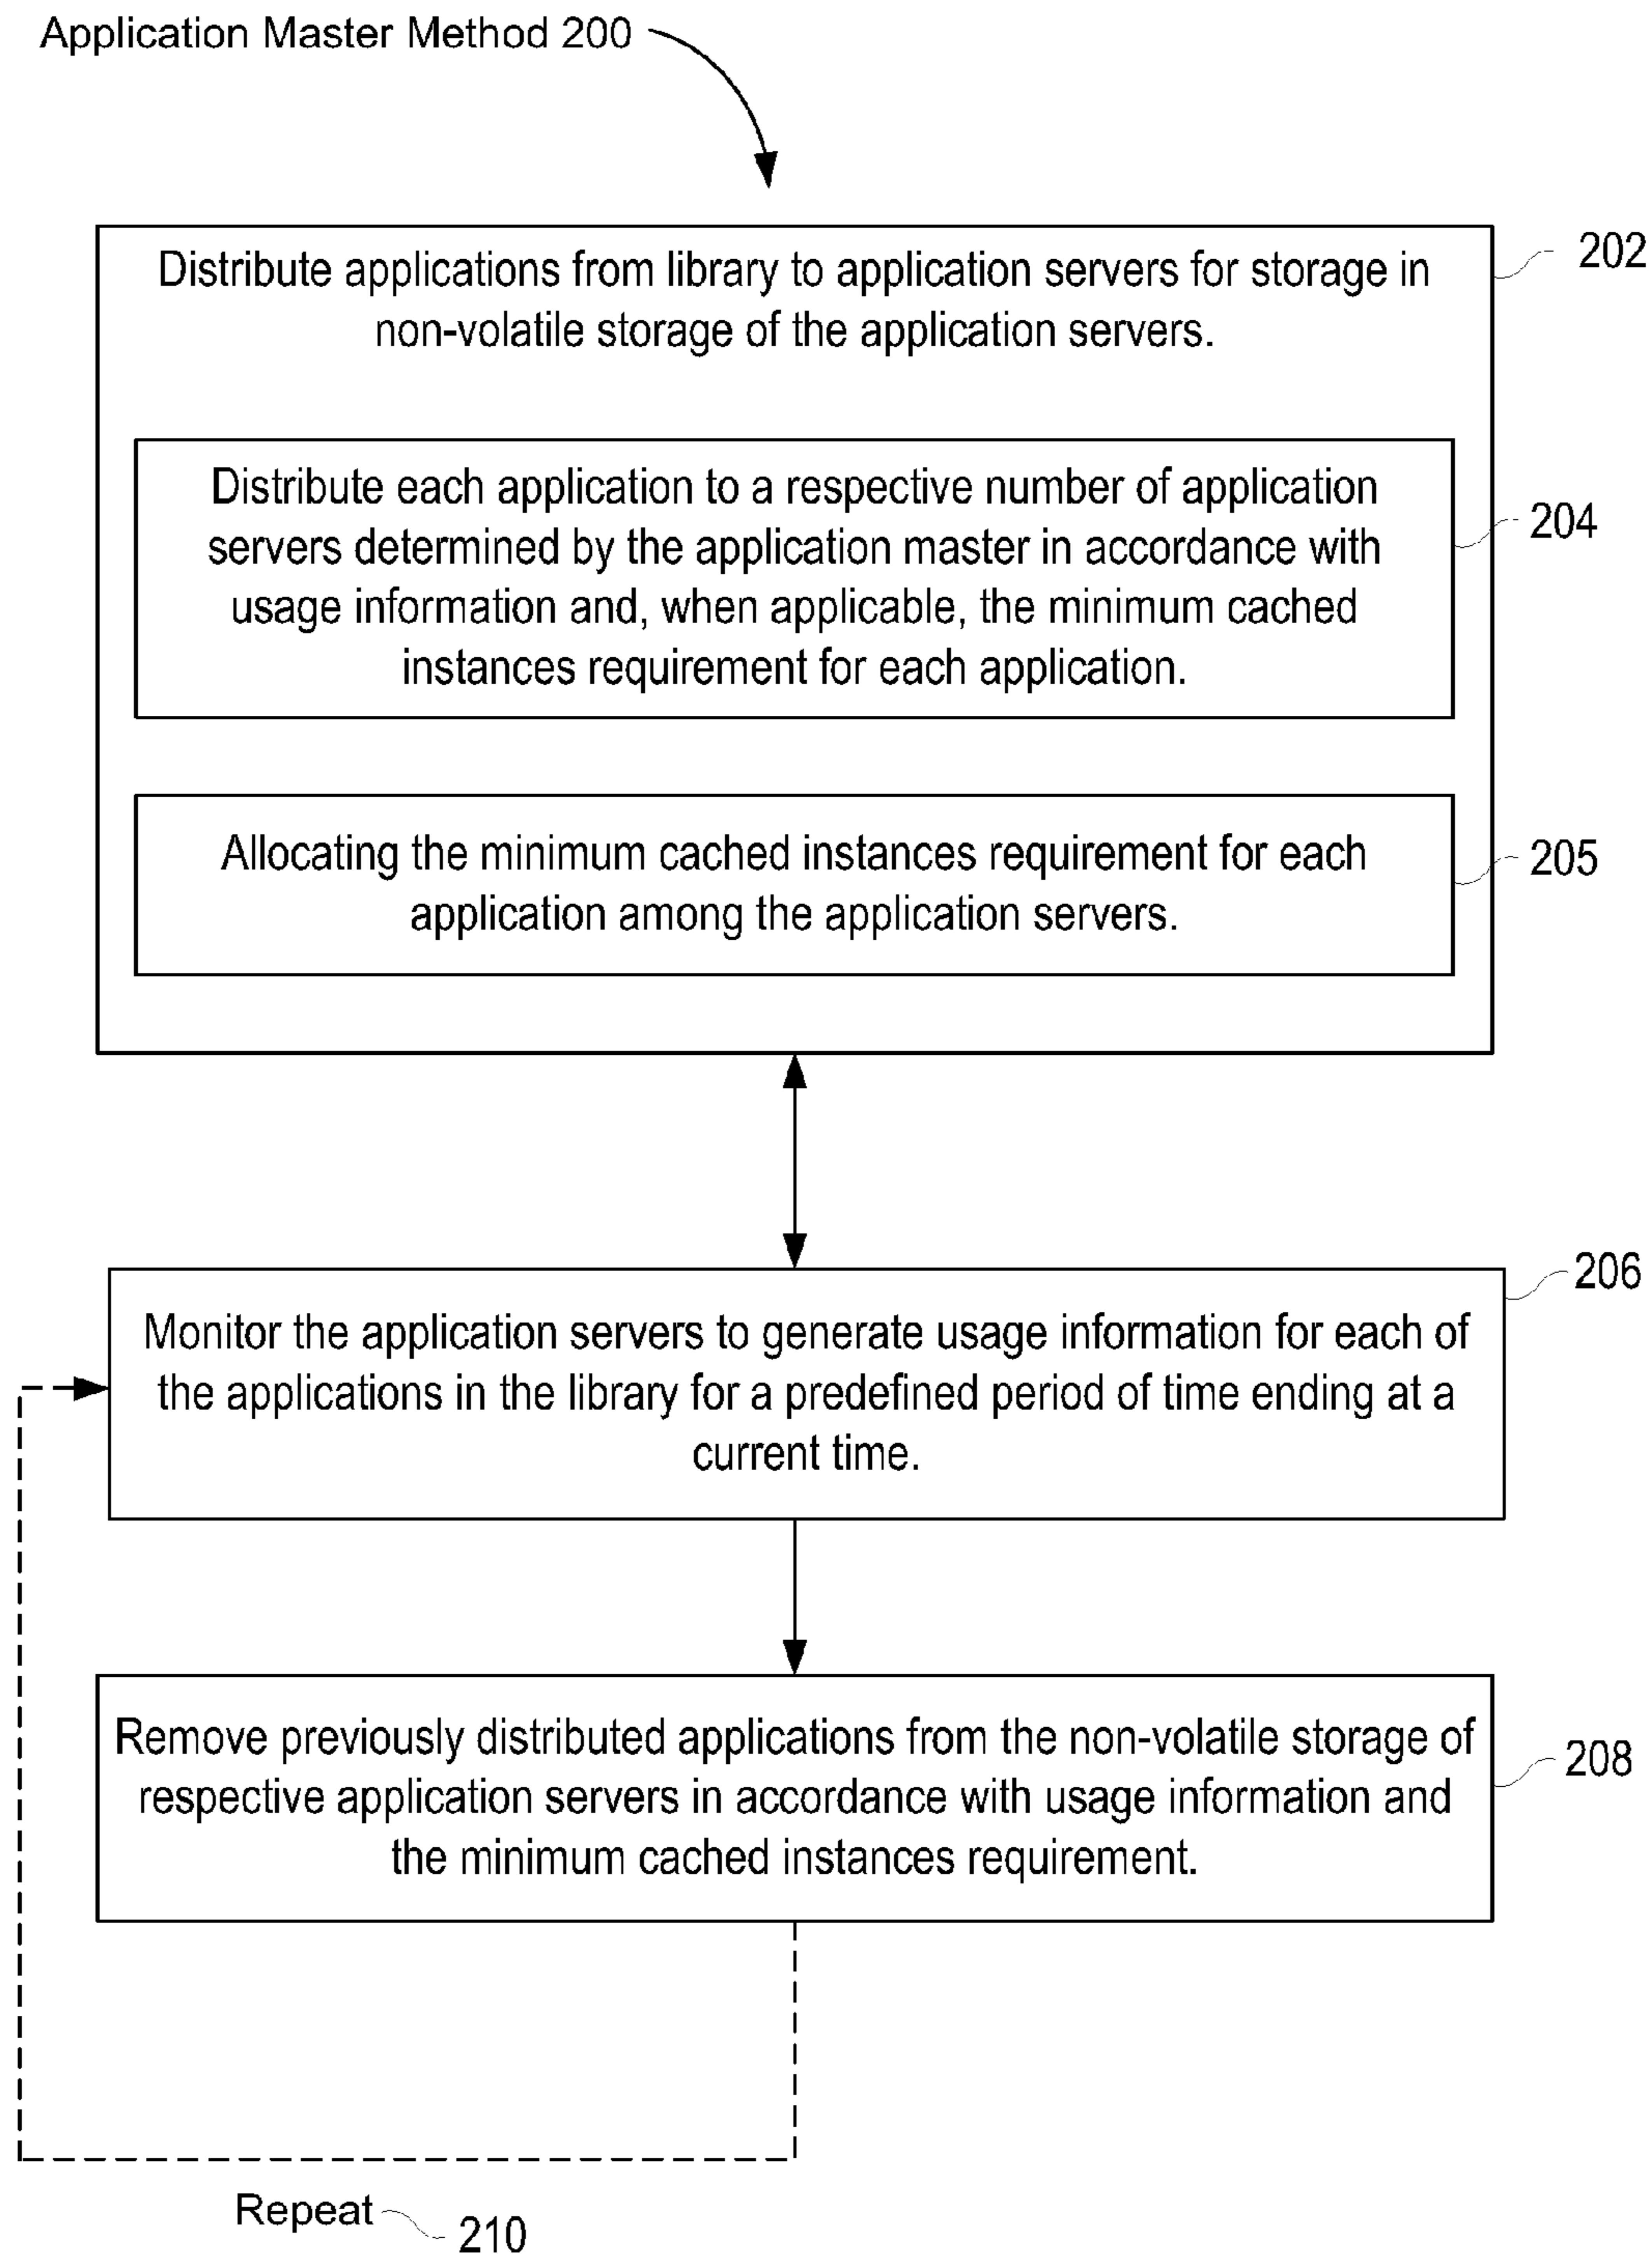 Application Master Method 200
Distribute applications from library to application servers for storage in
non-volatile storage of the application servers.
202
Distribute each application to a respective number of application
servers determined by the application master in accordance with
usage information and, when applicable, the minimum cached
instances requirement for each application.
204
Allocating the minimum cached instances requirement for each
application among the application servers.
205
Monitor the application servers to generate usage information for each of
the applications in the library for a predefined period of time ending at a
current time.
206
Remove previously distributed applications from the non-volatile storage of
respective application servers in accordance with usage information and
the minimum cached instances requirement.
208
Repeat
210